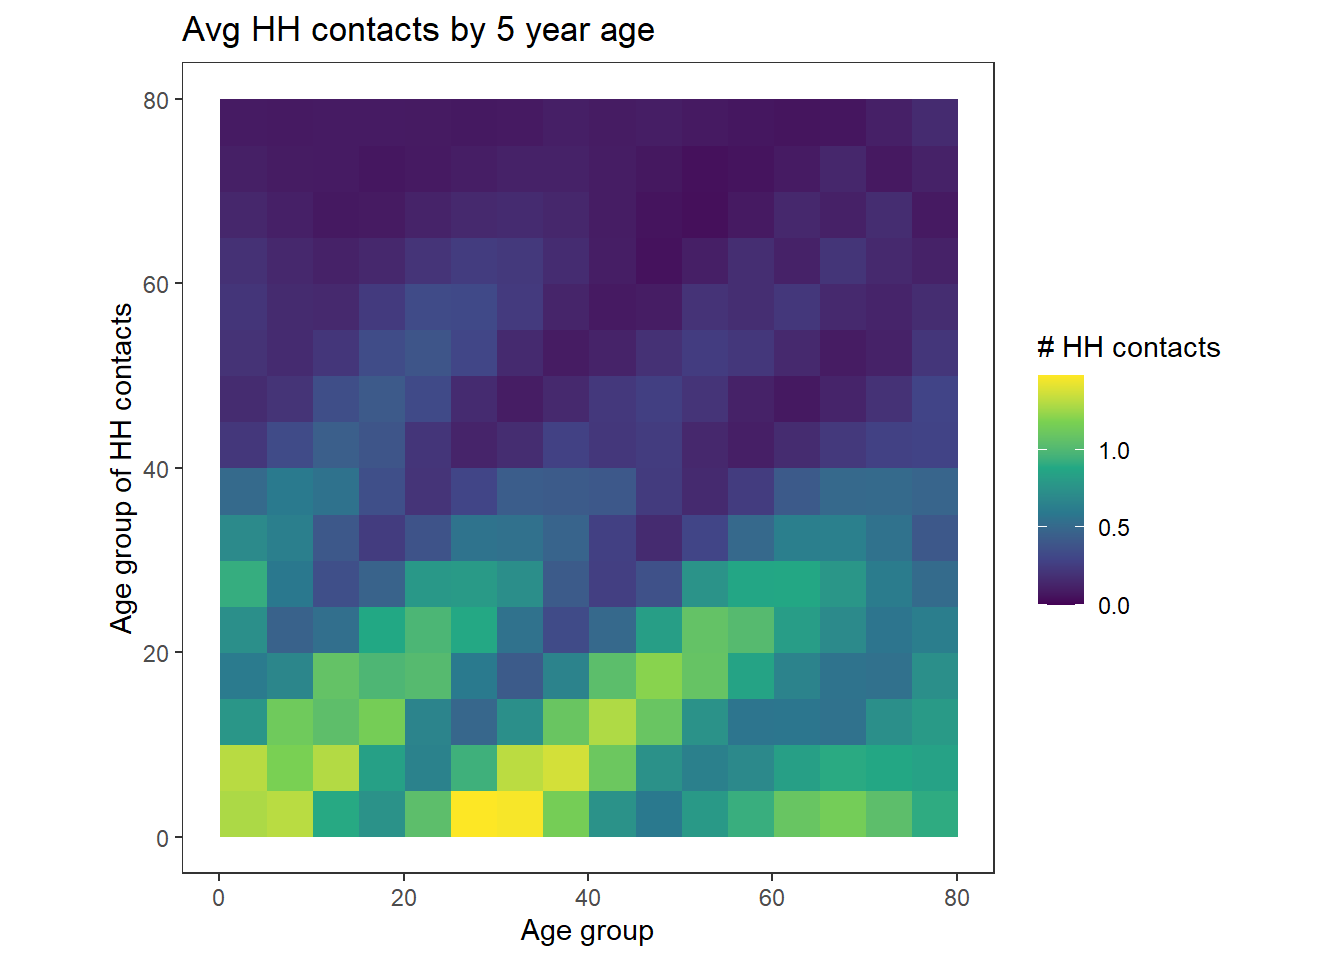 Avg HH contacts by 5 year age
80
60
40
20
0
Age group of HH contacts
0 20 40 60 80
Age group
# HH contacts
1.0
0.5
0.0